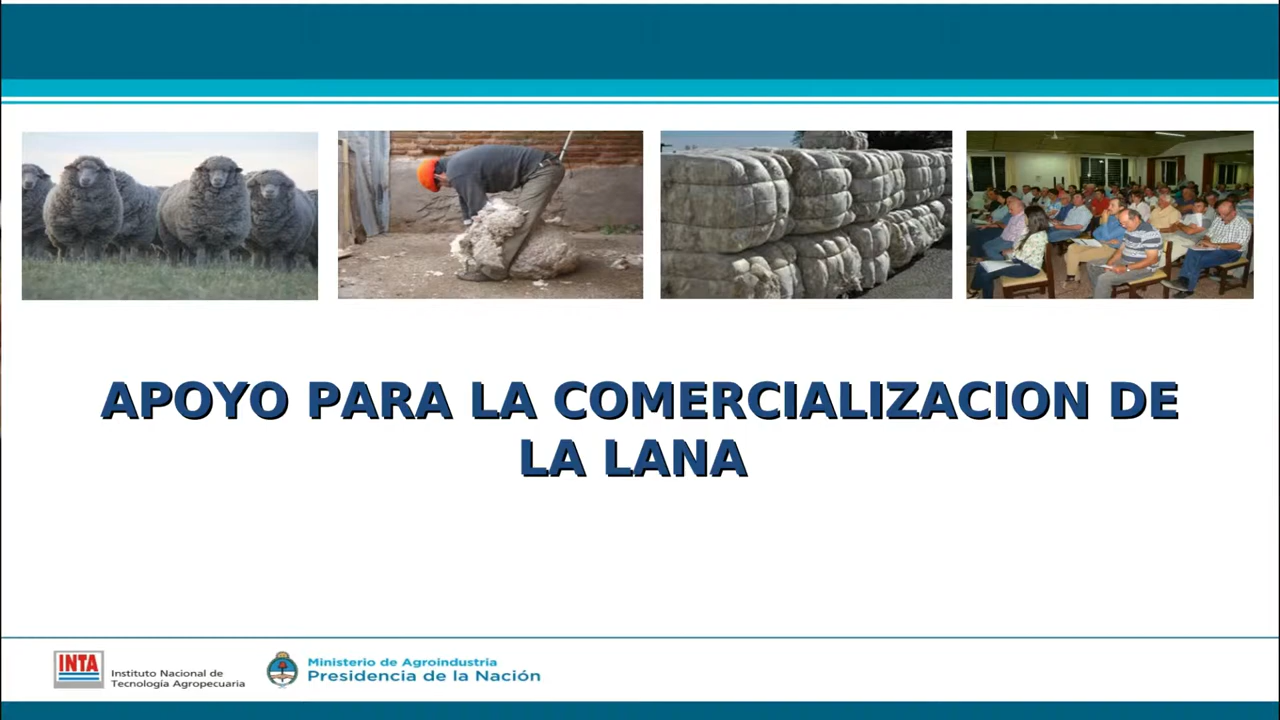 APOYO PARA LA COMERCIALIZACION DE
LA LANA
INTA
Instituto Nacional de
Tecnología Agropecuaria
Ministerio de Agroindustria
Presidencia de la Nación